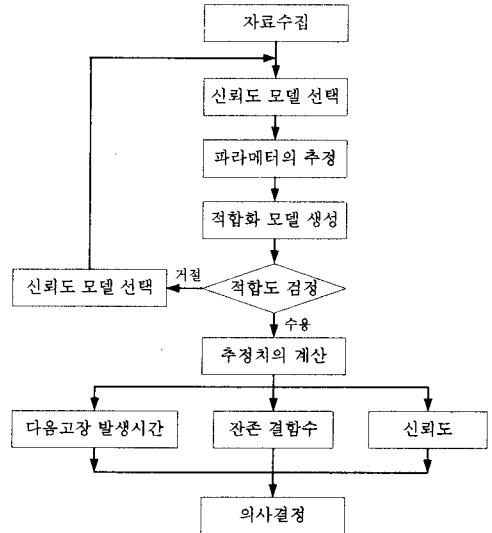 자료수집
신뢰도 모델 선택
파라메터의 추정
적합화 모델 생성
거절
신뢰도 모델 선택
적합도 검정
수용
추정치의 계산
다음고장 발생시간
잔존 결함수
신뢰도
의사결정